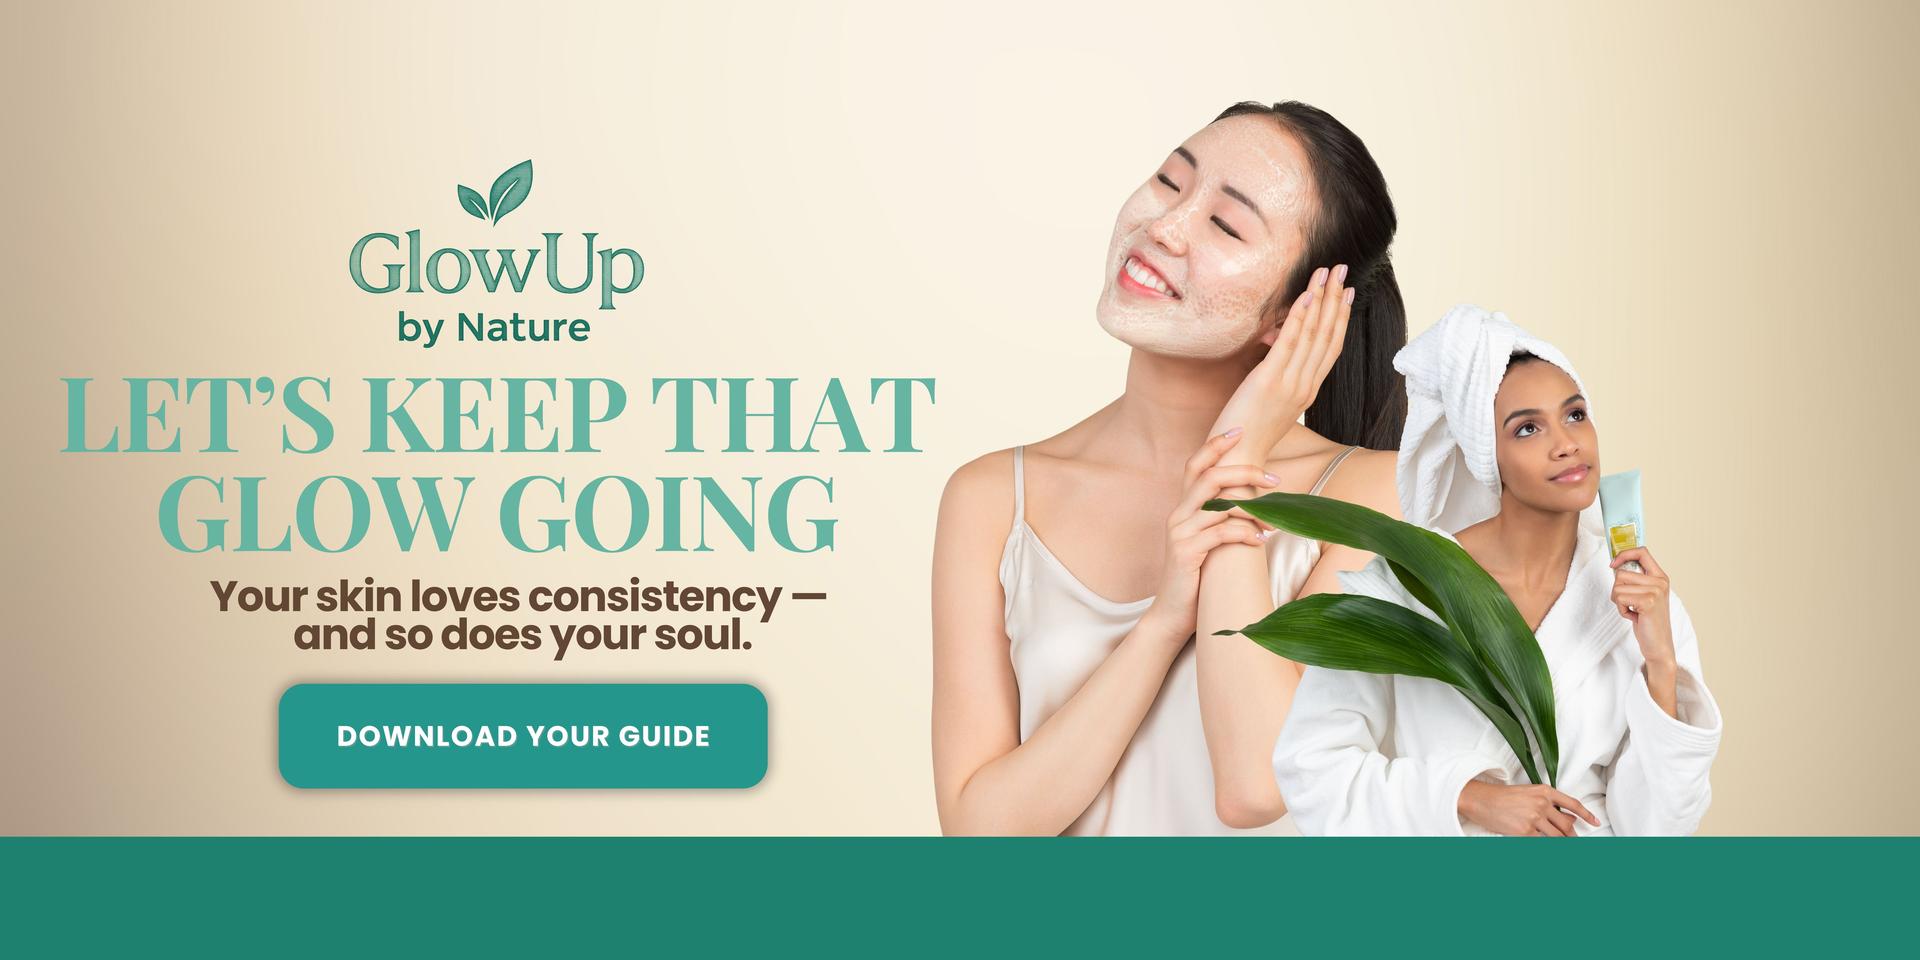 GlowUp
by Nature
LET’S KEEP THAT
GLOW GOING
Your skin loves consistency —
and so does your soul.
DOWNLOAD YOUR GUIDE